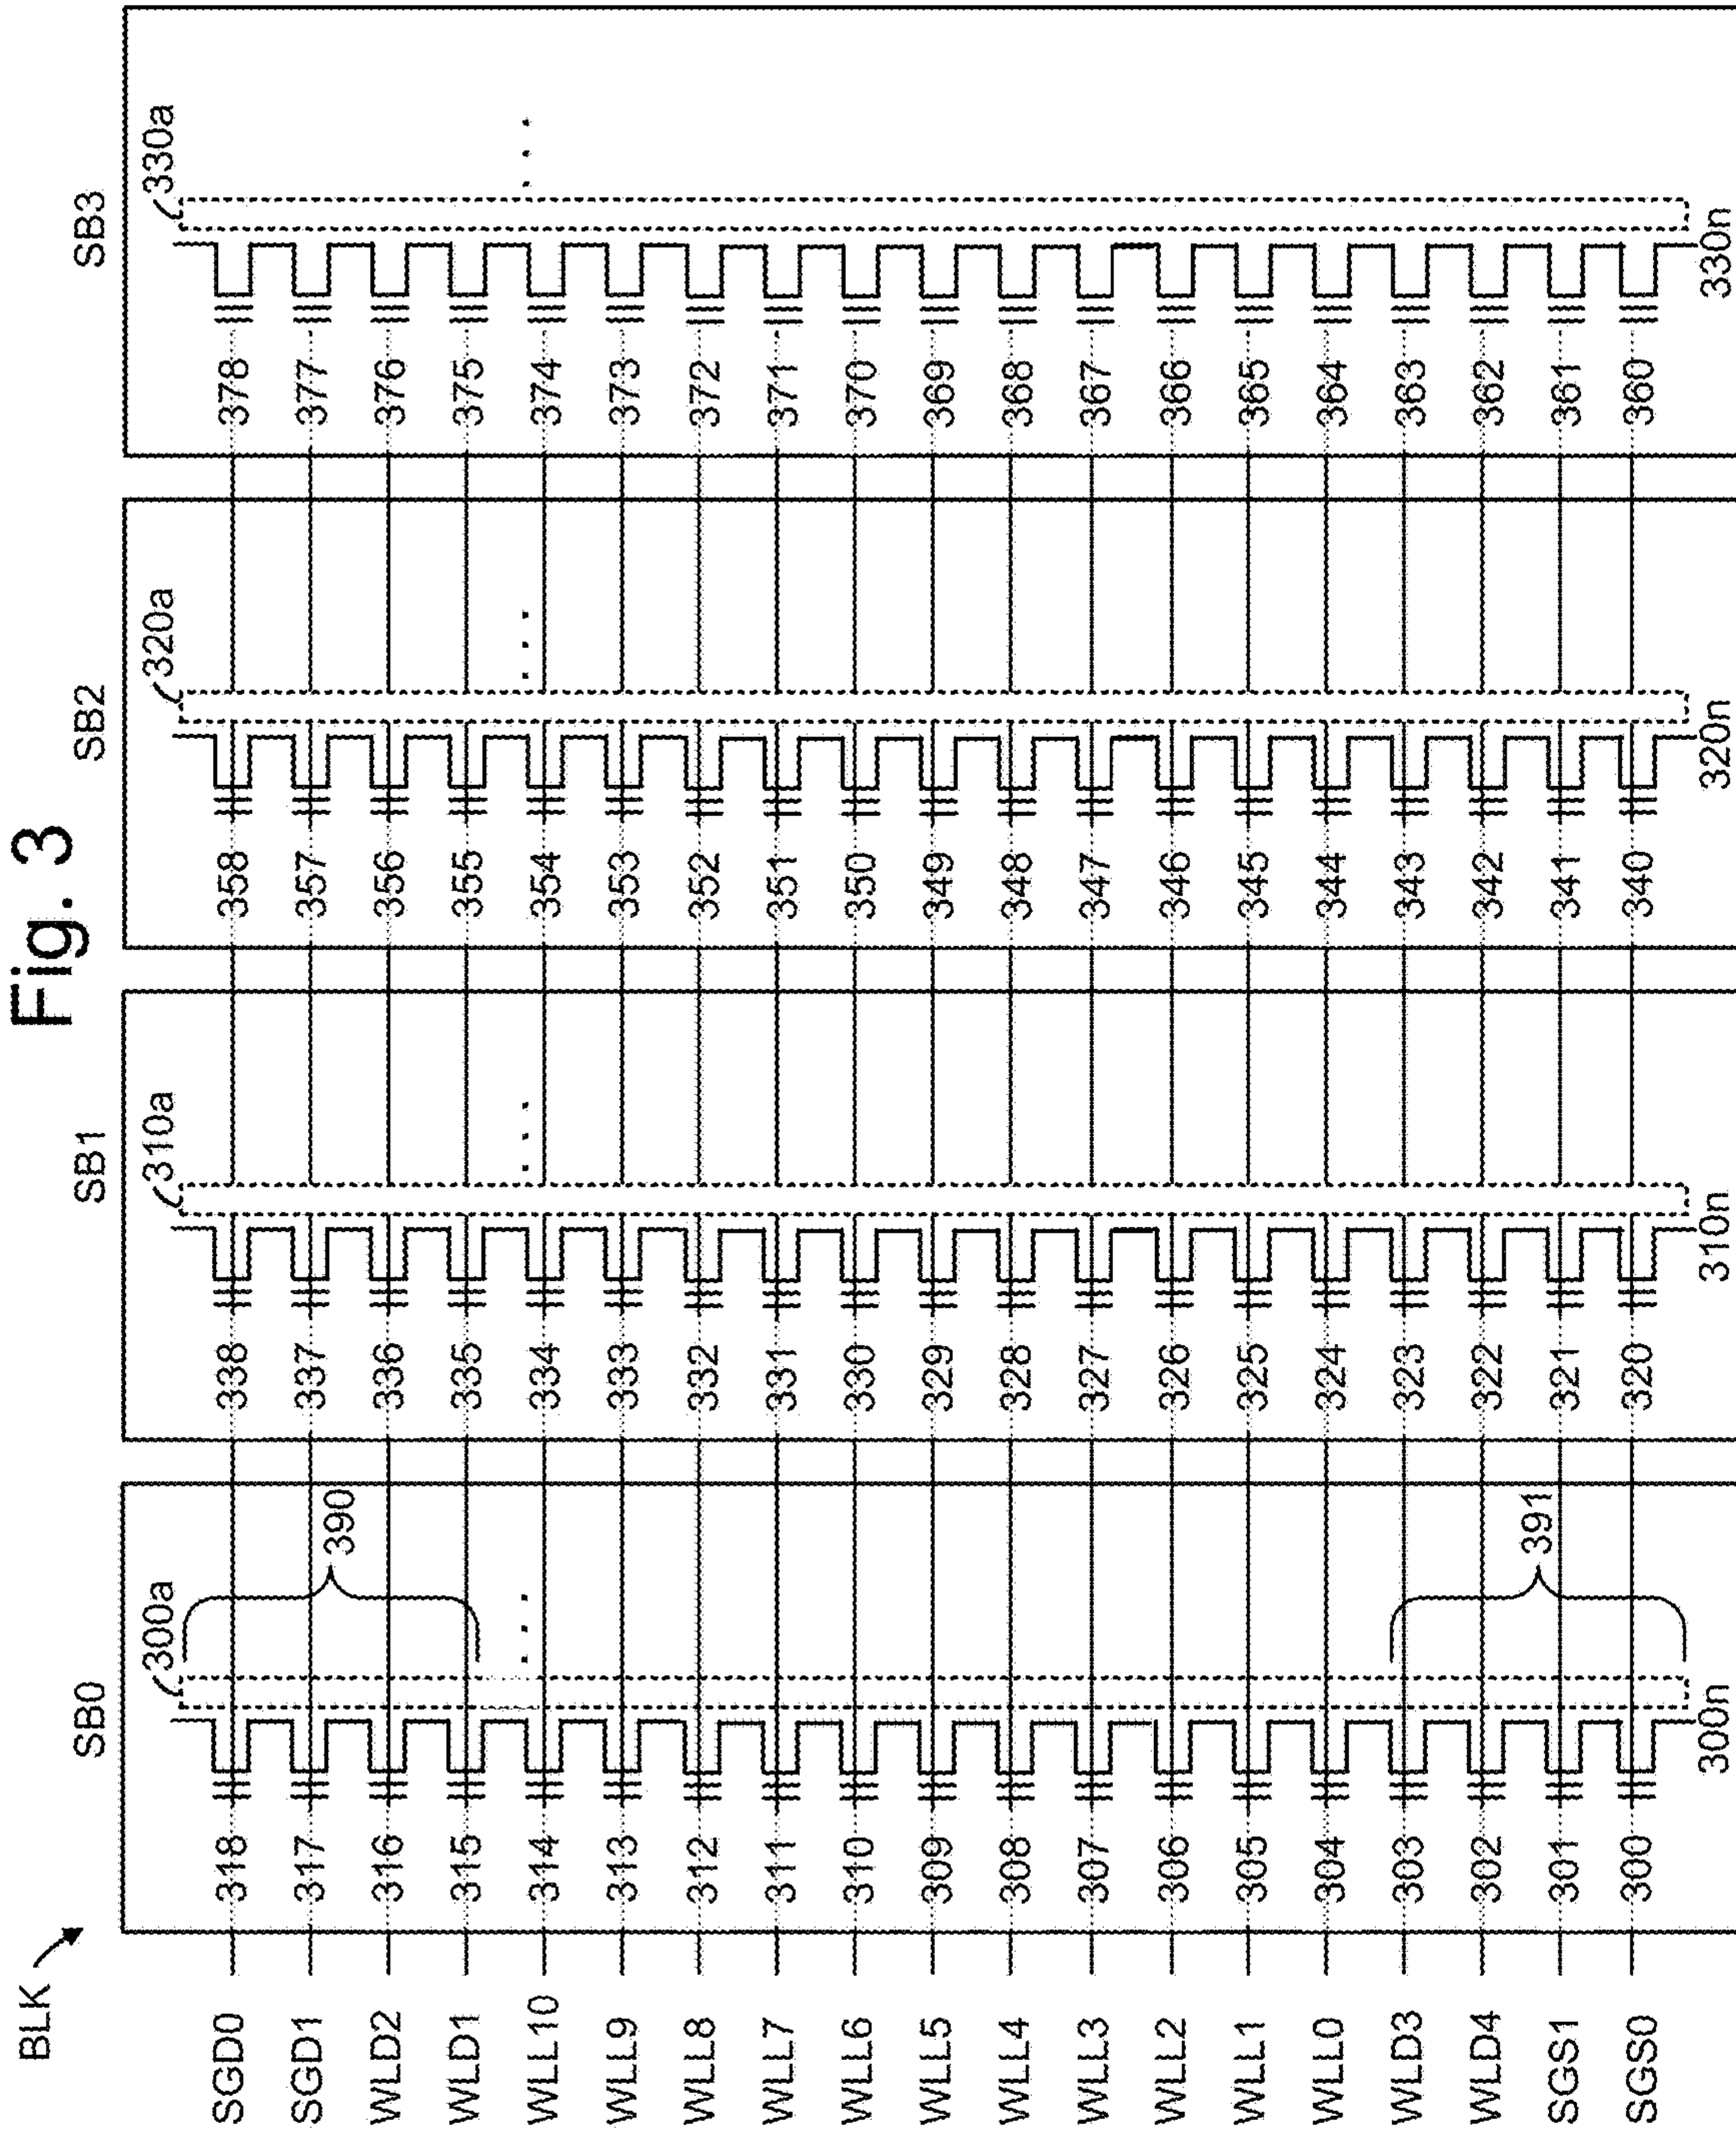 Fig. 3
BLK
SB0 SB1 SB2 SB3
300a 310a 320a 330a
SGD0 318 338 358 378
SGD1 317 390 337 357 377
WLD2 316 336 356 376
WLD1 315 335 355 375
WLL10 314 ... 334 ... 354 ... 374 ...
WLL9 313 333 353 373
WLL8 312 332 352 372
WLL7 311 331 351 371
WLL6 310 330 350 370
WLL5 309 329 349 369
WLL4 308 328 348 368
WLL3 307 327 347 367
WLL2 306 326 346 366
WLL1 305 325 345 365
WLL0 304 324 344 364
WLD3 303 323 343 363
WLD4 302 322 342 362
SGS1 301 391 321 341 361
SGS0 300 320 340 360
300n 310n 320n 330n